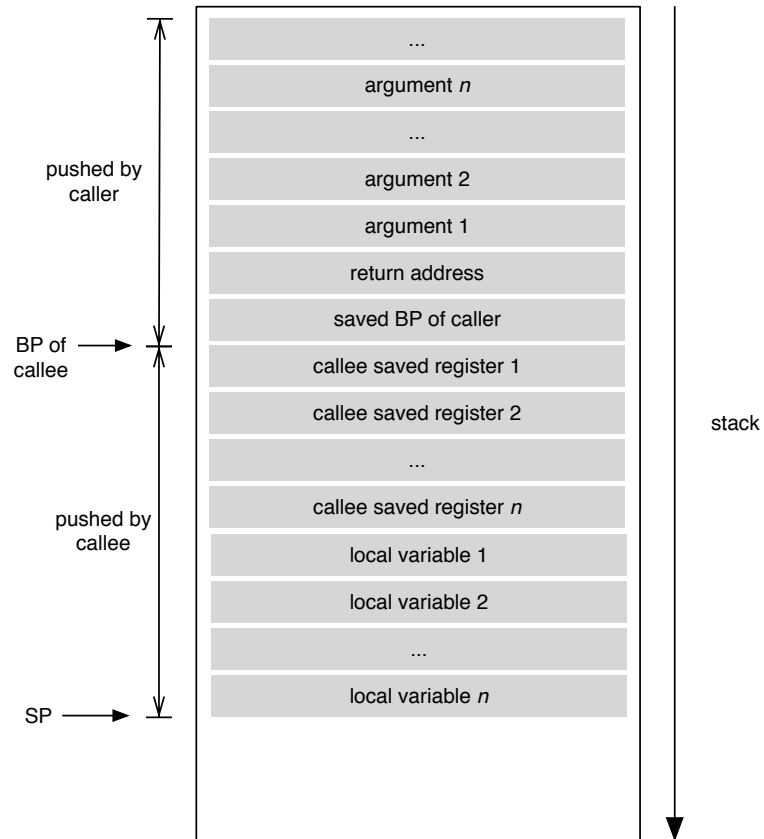 ...
argument n
...
argument 2
argument 1
return address
saved BP of caller
callee saved register 1
callee saved register 2
...
callee saved register n
local variable 1
local variable 2
...
local variable n
pushed by
caller
BP of
callee
pushed by
callee
SP
stack